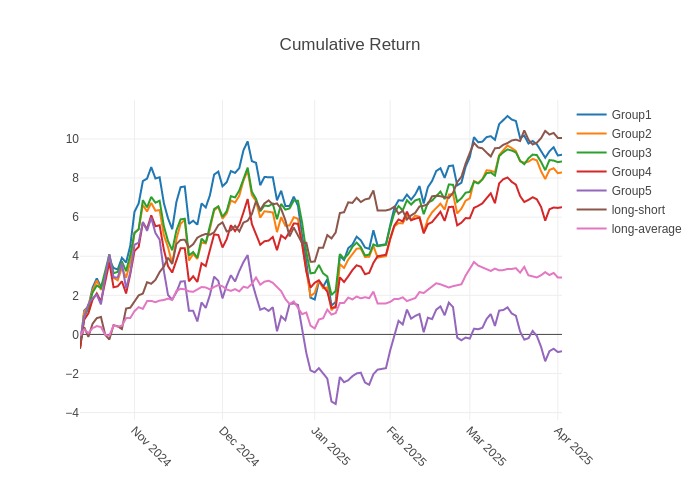 Cumulative Return
10
8
6
4
2
0
−2
−4
Nov 2024
Dec 2024
Jan 2025
Feb 2025
Mar 2025
Apr 2025
Group1
Group2
Group3
Group4
Group5
long-short
long-average